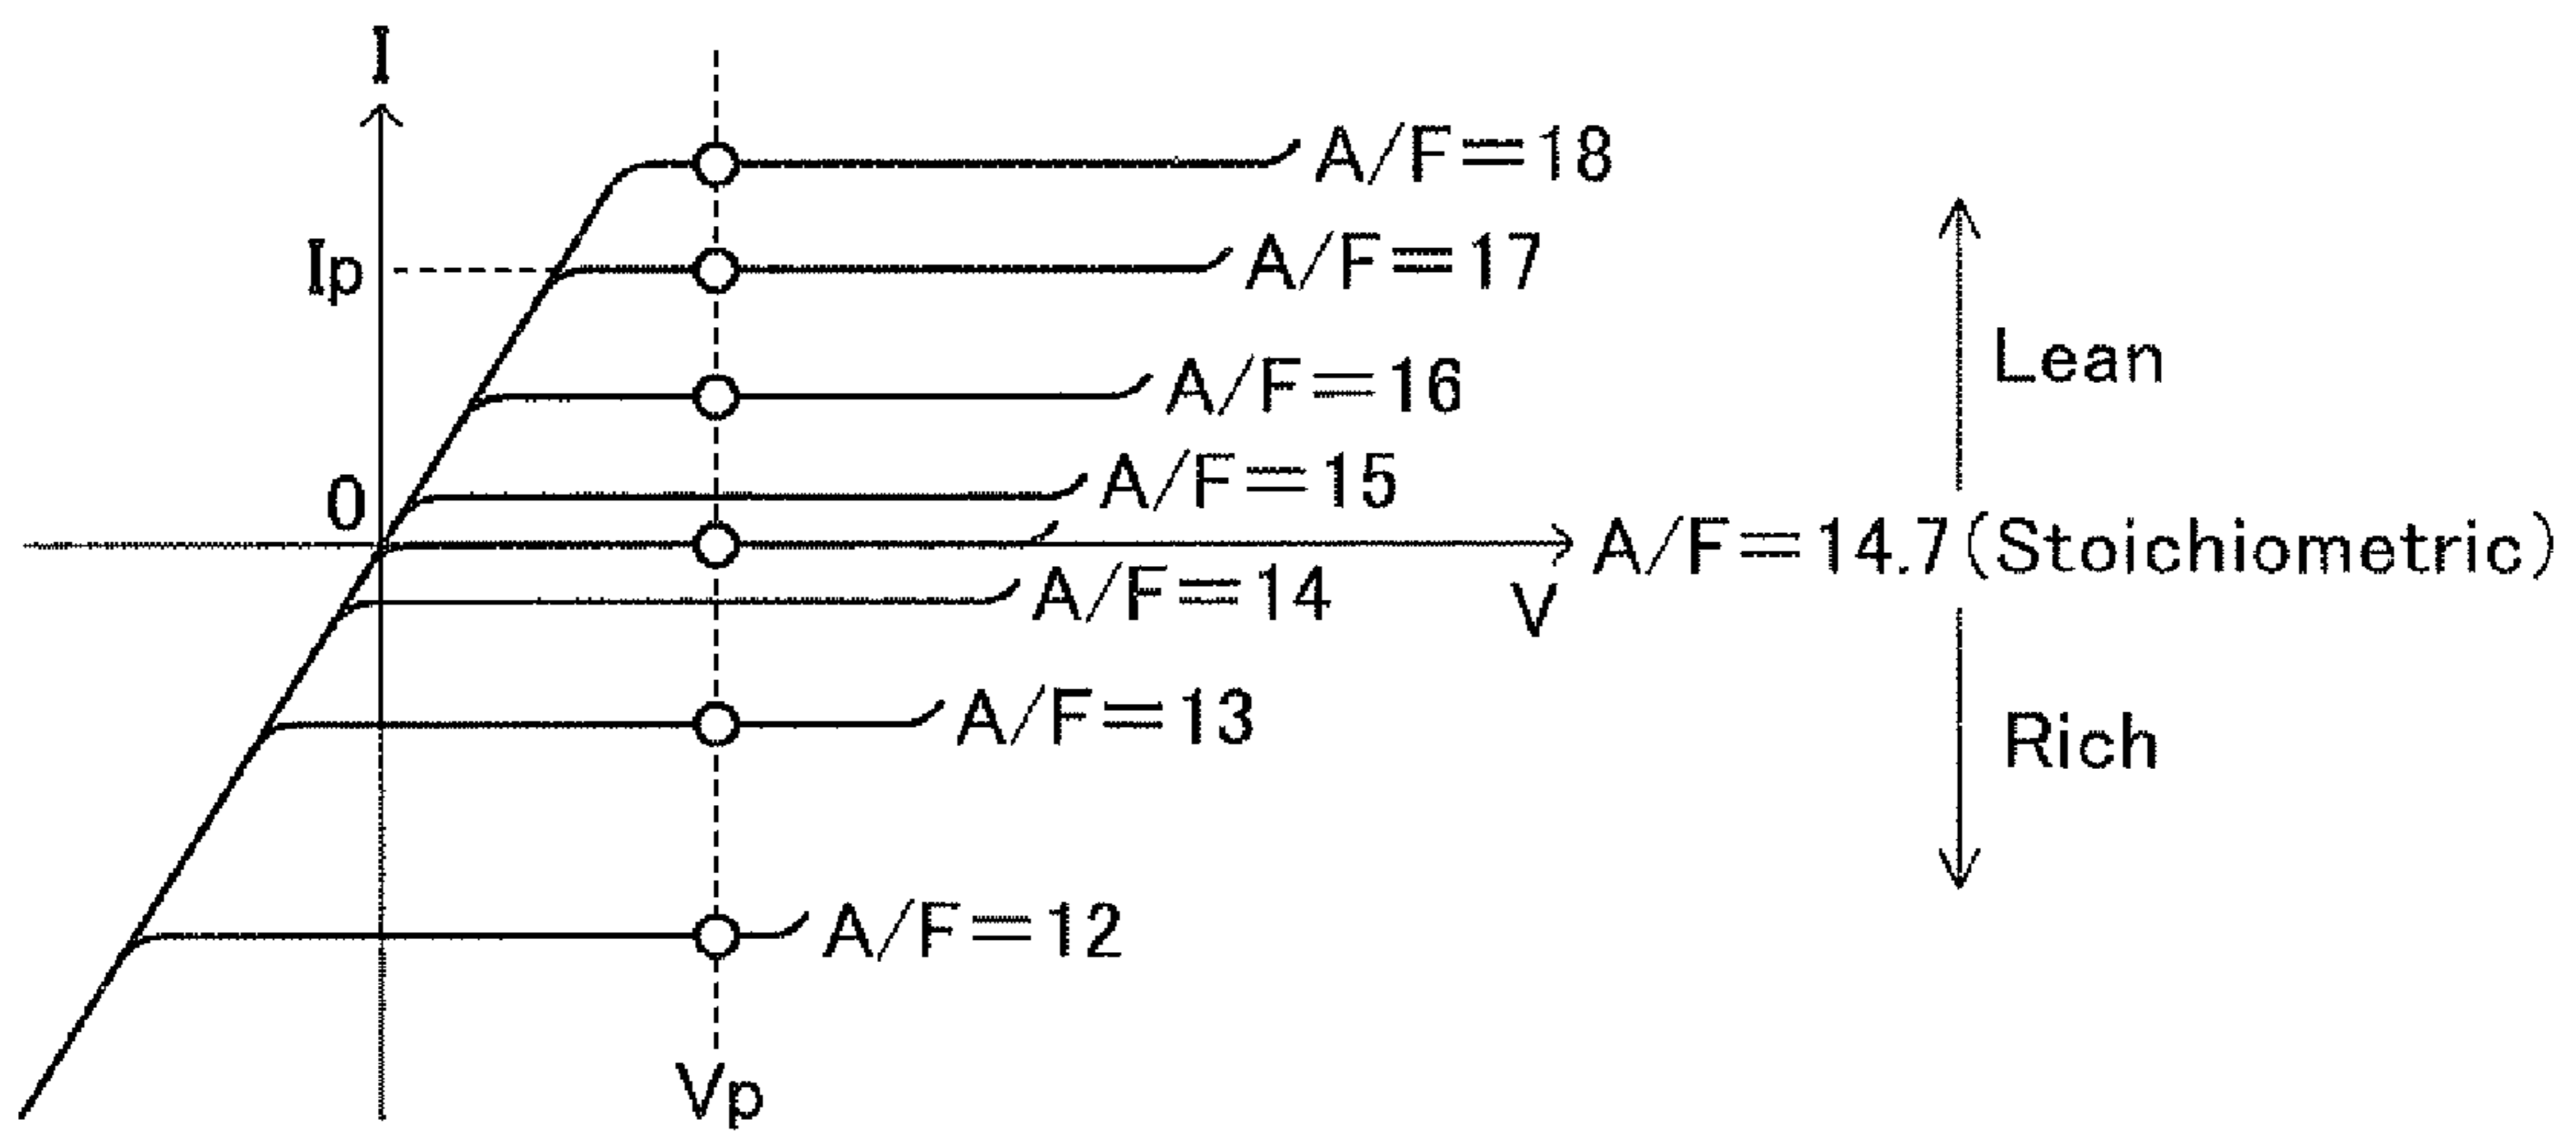 I
A/F=18
Ip
A/F=17
Lean
A/F=16
0
A/F=15
A/F=14.7(Stoichiometric)
A/F=14
V
A/F=13
Rich
A/F=12
Vp